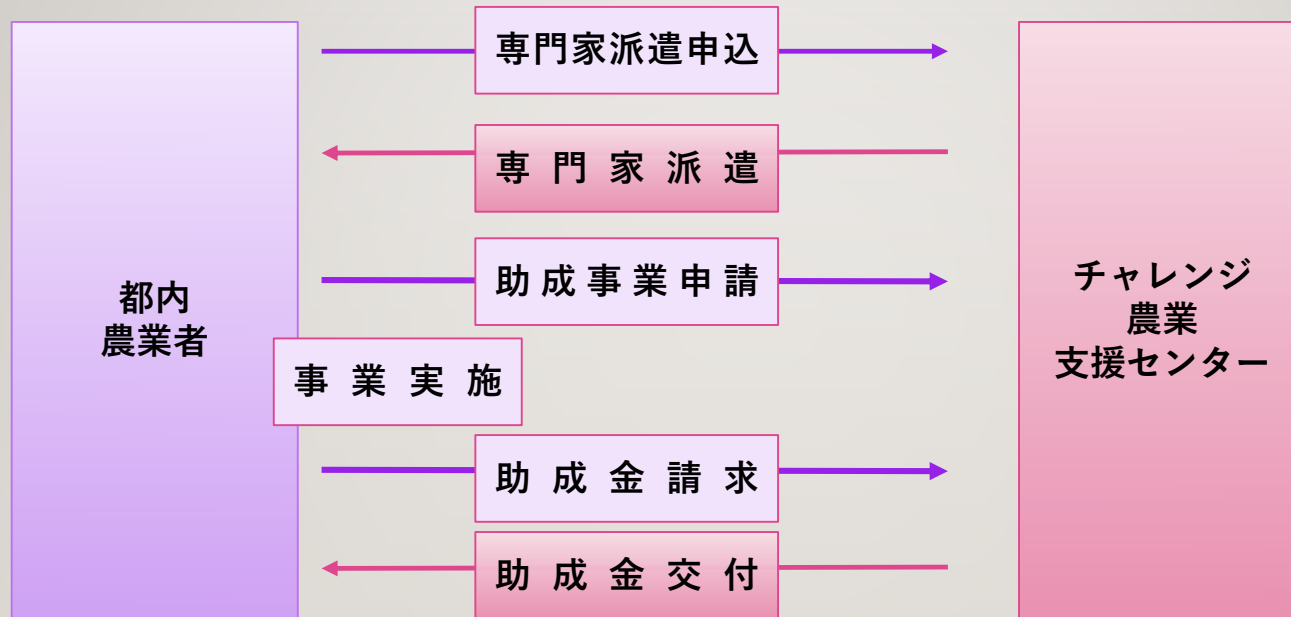 専門家派遣申込
専門家派遣
助成事業申請
都内
農業者
チャレンジ
農業
支援センター
事業実施
助成金請求
助成金交付